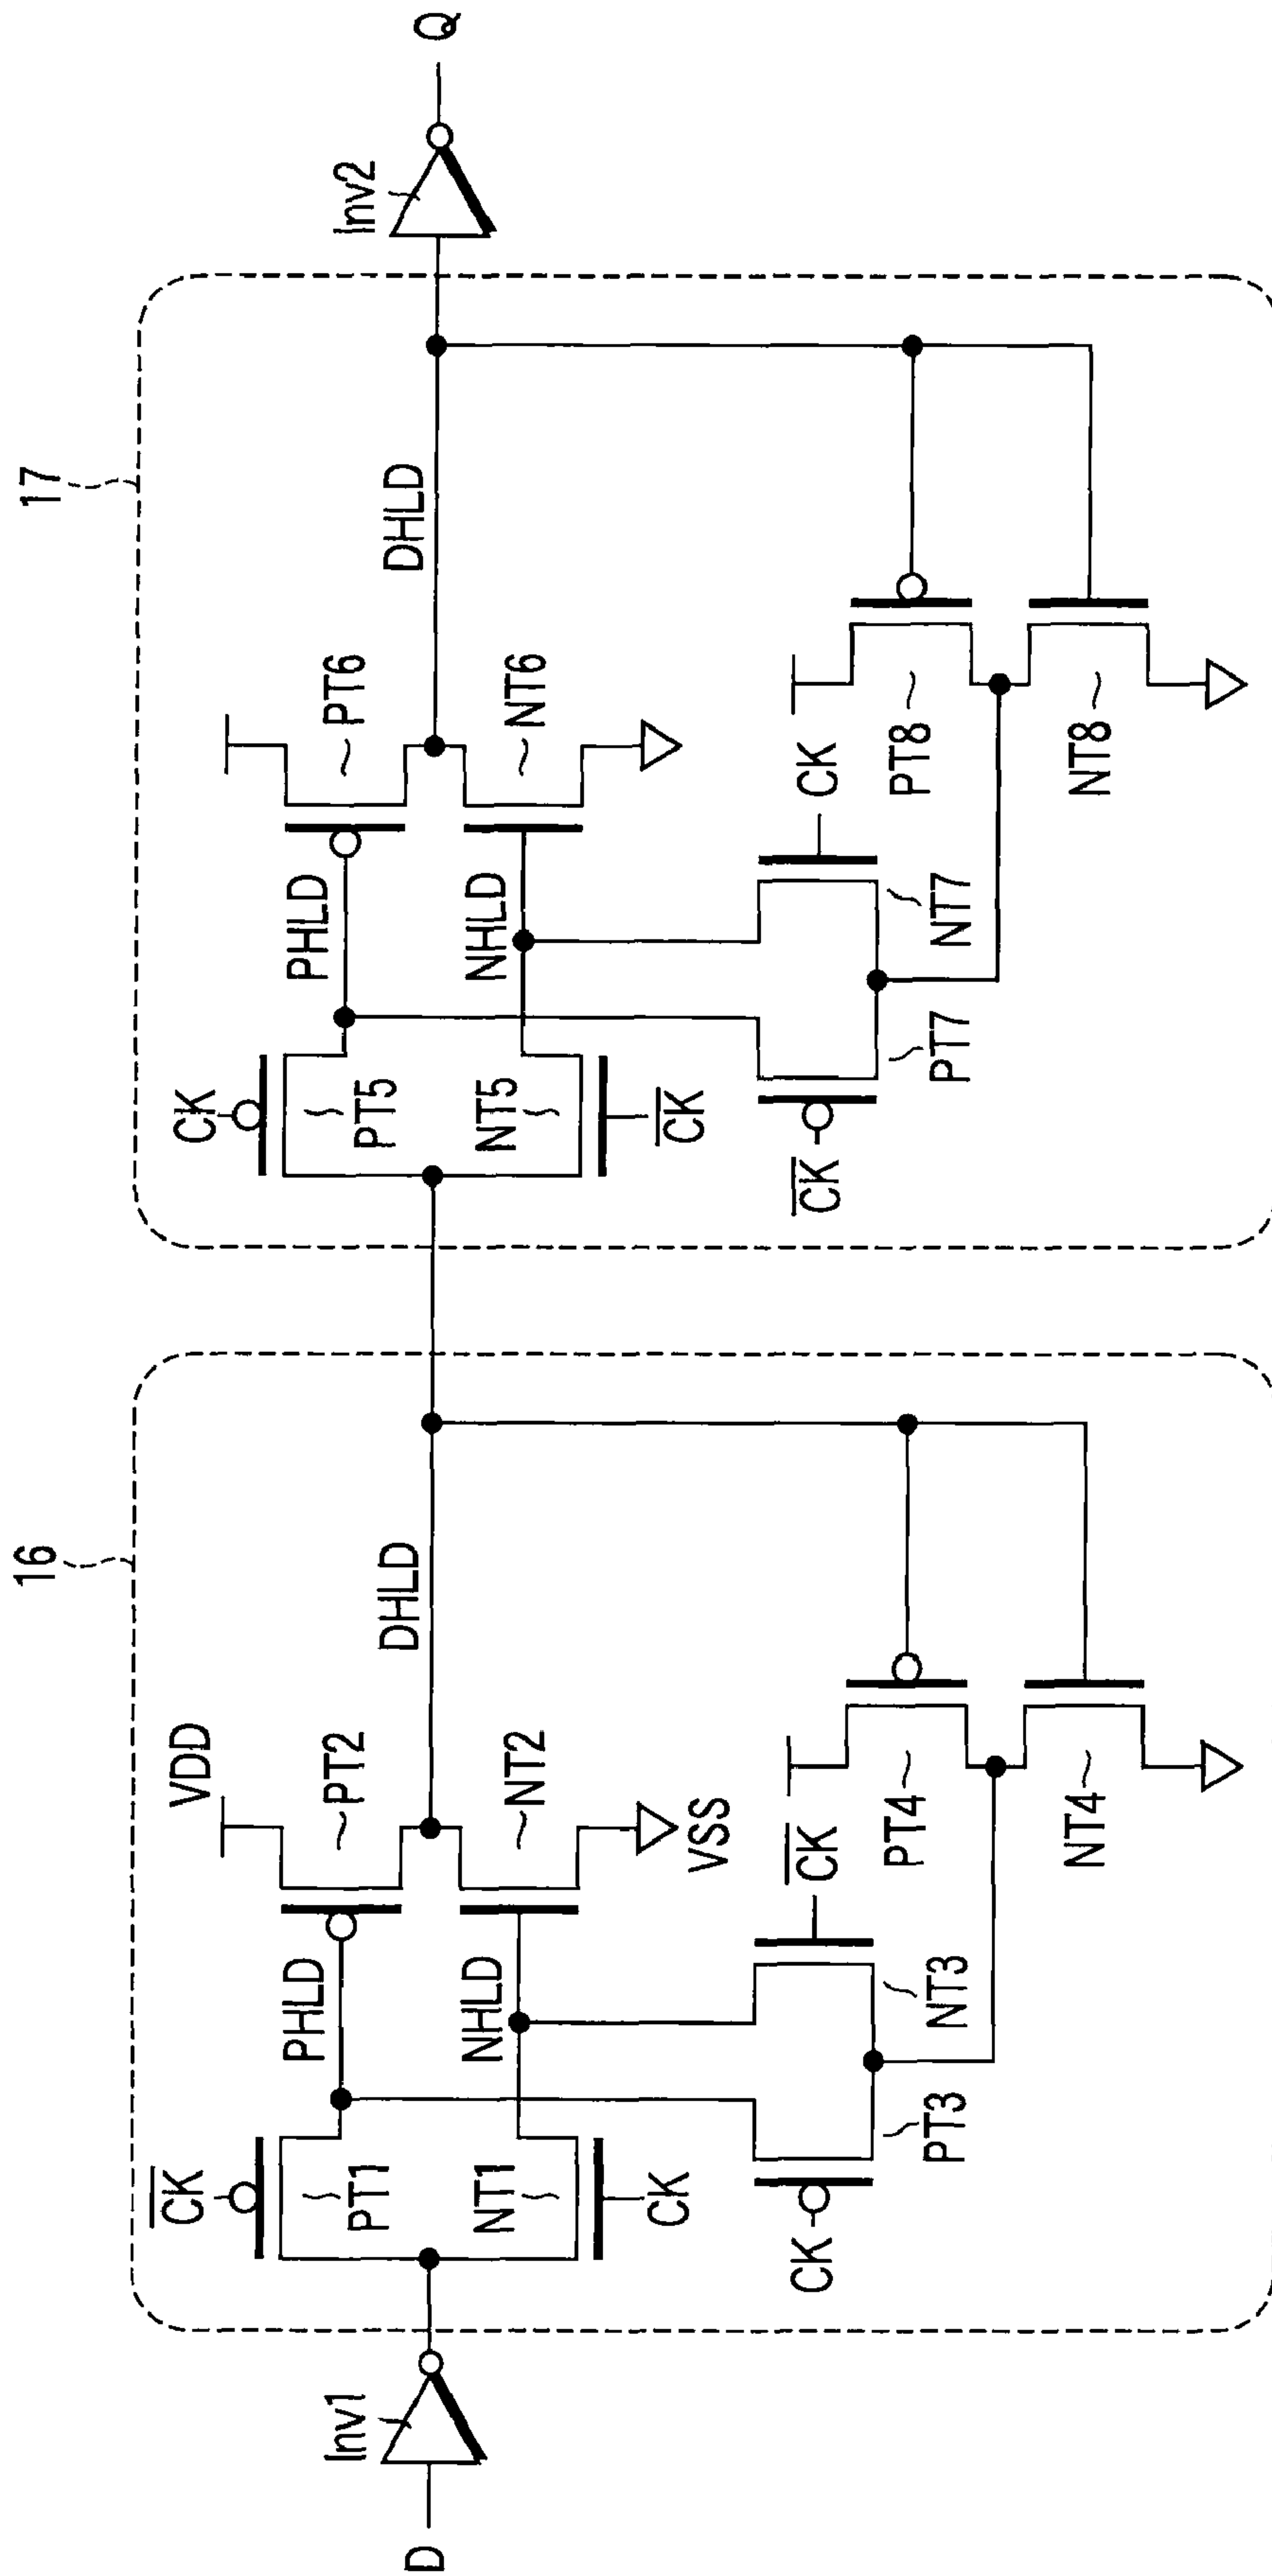 16
17
VDD
CK
PT2
PHLD
CK
PT6
PHLD
PT1
DHLD
PT5
DHLD
Inv1
Inv2
D
Q
NT1
NT2
NHLD
NT5
NT6
NHLD
CK
VSS
CK
CK
CK
CK
CK
PT4
PT8
PT3
NT3
PT7
NT7
NT4
NT8